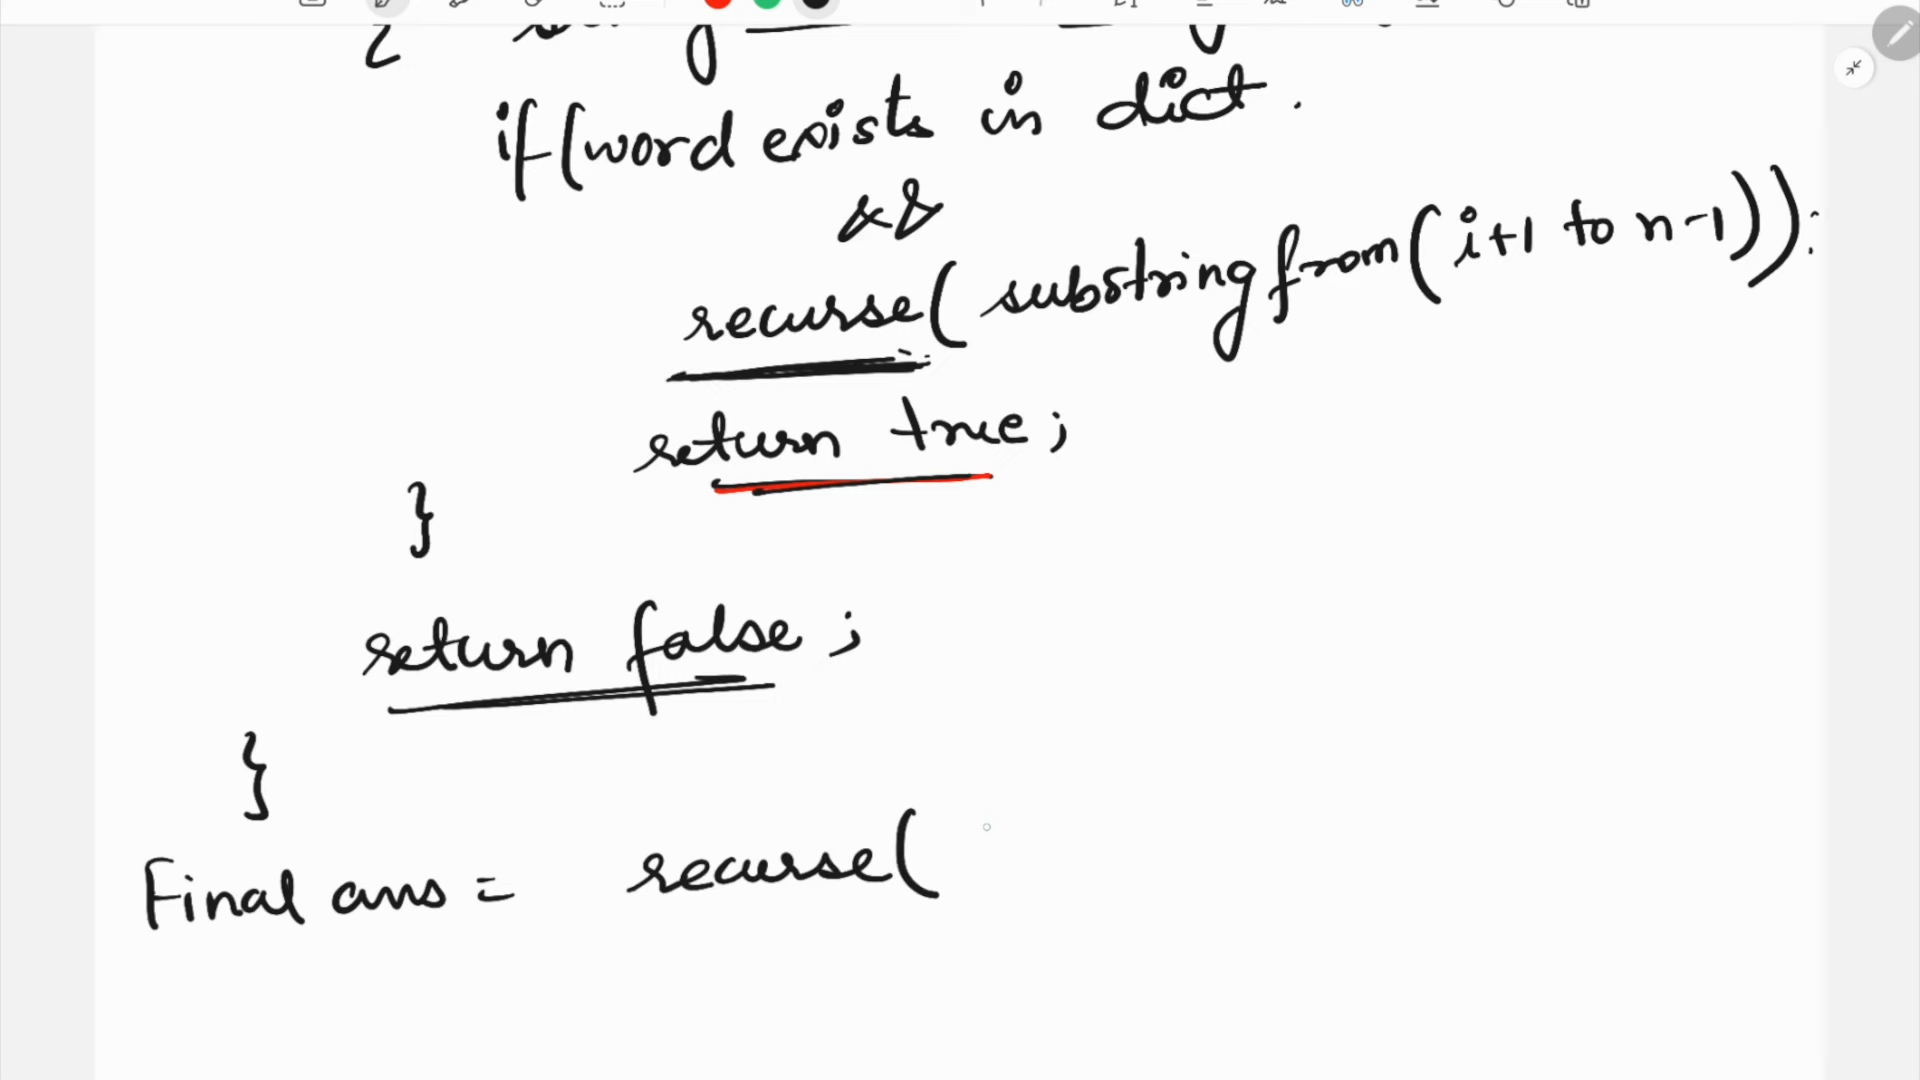 if(word exists in dict.
&&
recurse(substring from(i+1 to n-1)):
return true;
}
return false;
}
Final ans = recurse(